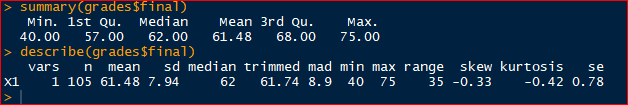 > summary(grades$final)
Min. 1st Qu. Median Mean 3rd Qu. Max.
40.00 57.00 62.00 61.48 68.00 75.00
> describe(grades$final)
vars n mean sd median trimmed mad min max range skew kurtosis se
X1 1 105 61.48 7.94 62 61.74 8.9 40 75 35 -0.33 -0.42 0.78
>